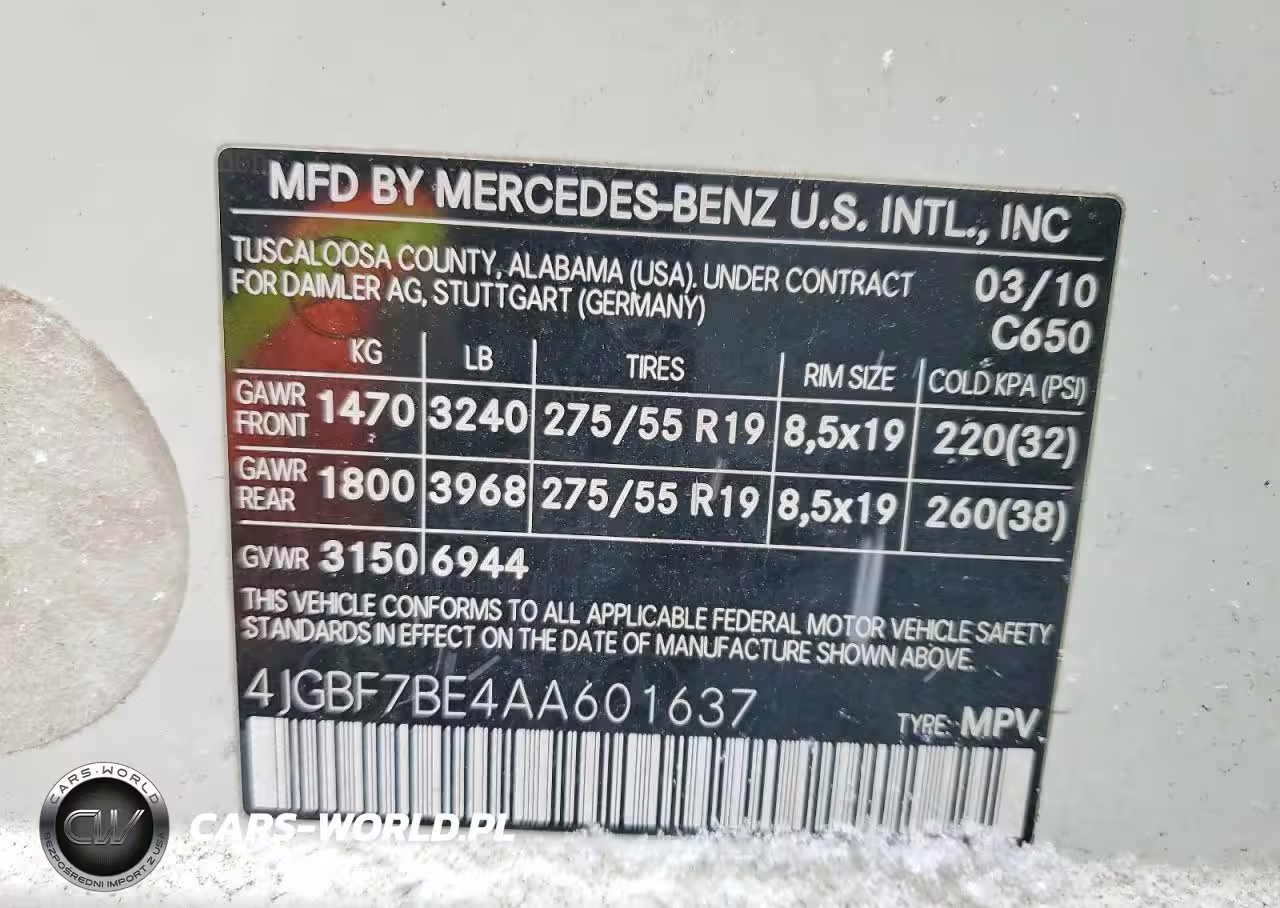 MFD BY MERCEDES-BENZ U.S. INTL., INC
TUSCALOOSA COUNTY, ALABAMA (USA). UNDER CONTRACT
FOR DAIMLER AG, STUTTGART (GERMANY)
03/10
C650
KG LB TIRES RIM SIZE COLD KPA (PSI)
GAWR FRONT 1470 3240 275/55 R19 8,5x19 220(32)
GAWR REAR 1800 3968 275/55 R19 8,5x19 260(38)
GVWR 3150 6944
THIS VEHICLE CONFORMS TO ALL APPLICABLE FEDERAL MOTOR VEHICLE SAFETY
STANDARDS IN EFFECT ON THE DATE OF MANUFACTURE SHOWN ABOVE.
4JGBF7BE4AA601637
TYPE: MPV
CARS-WORLD
CW
BEZPOŚREDNI IMPORT Z USA
CARS-WORLD.PL